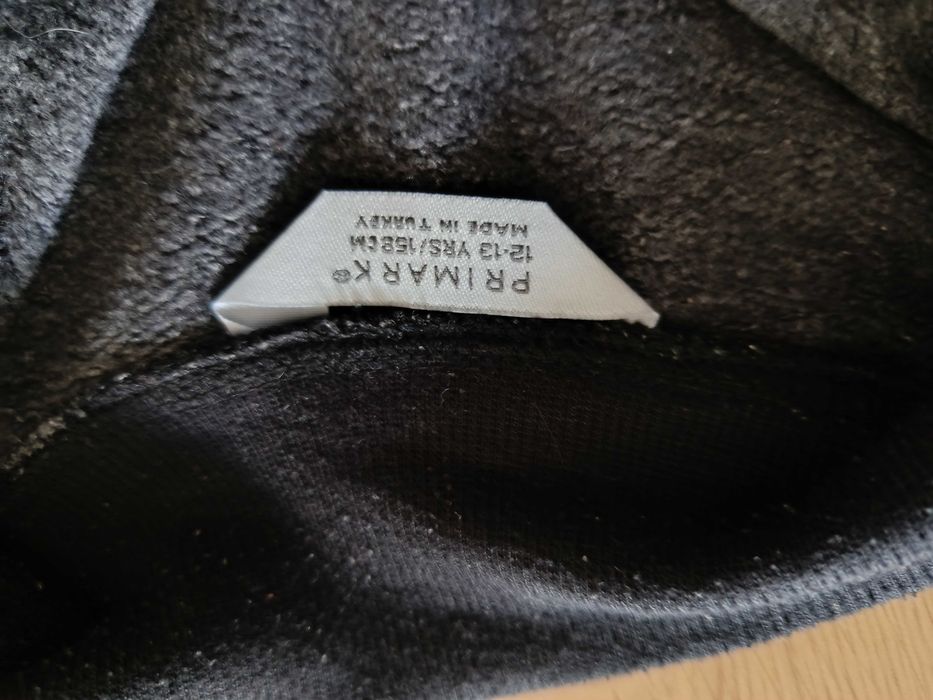 PRIMARK®
12-13 YRS/158CM
MADE IN TURKEY